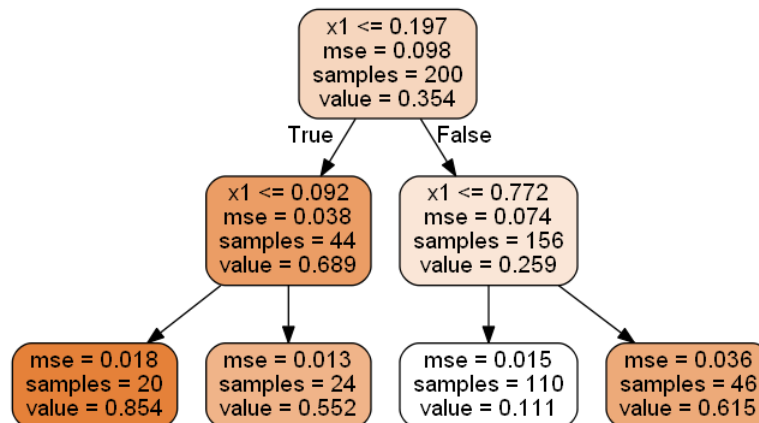 x1 <= 0.197
mse = 0.098
samples = 200
value = 0.354
True
False
x1 <= 0.092
mse = 0.038
samples = 44
value = 0.689
x1 <= 0.772
mse = 0.074
samples = 156
value = 0.259
mse = 0.018
samples = 20
value = 0.854
mse = 0.013
samples = 24
value = 0.552
mse = 0.015
samples = 110
value = 0.111
mse = 0.036
samples = 46
value = 0.615